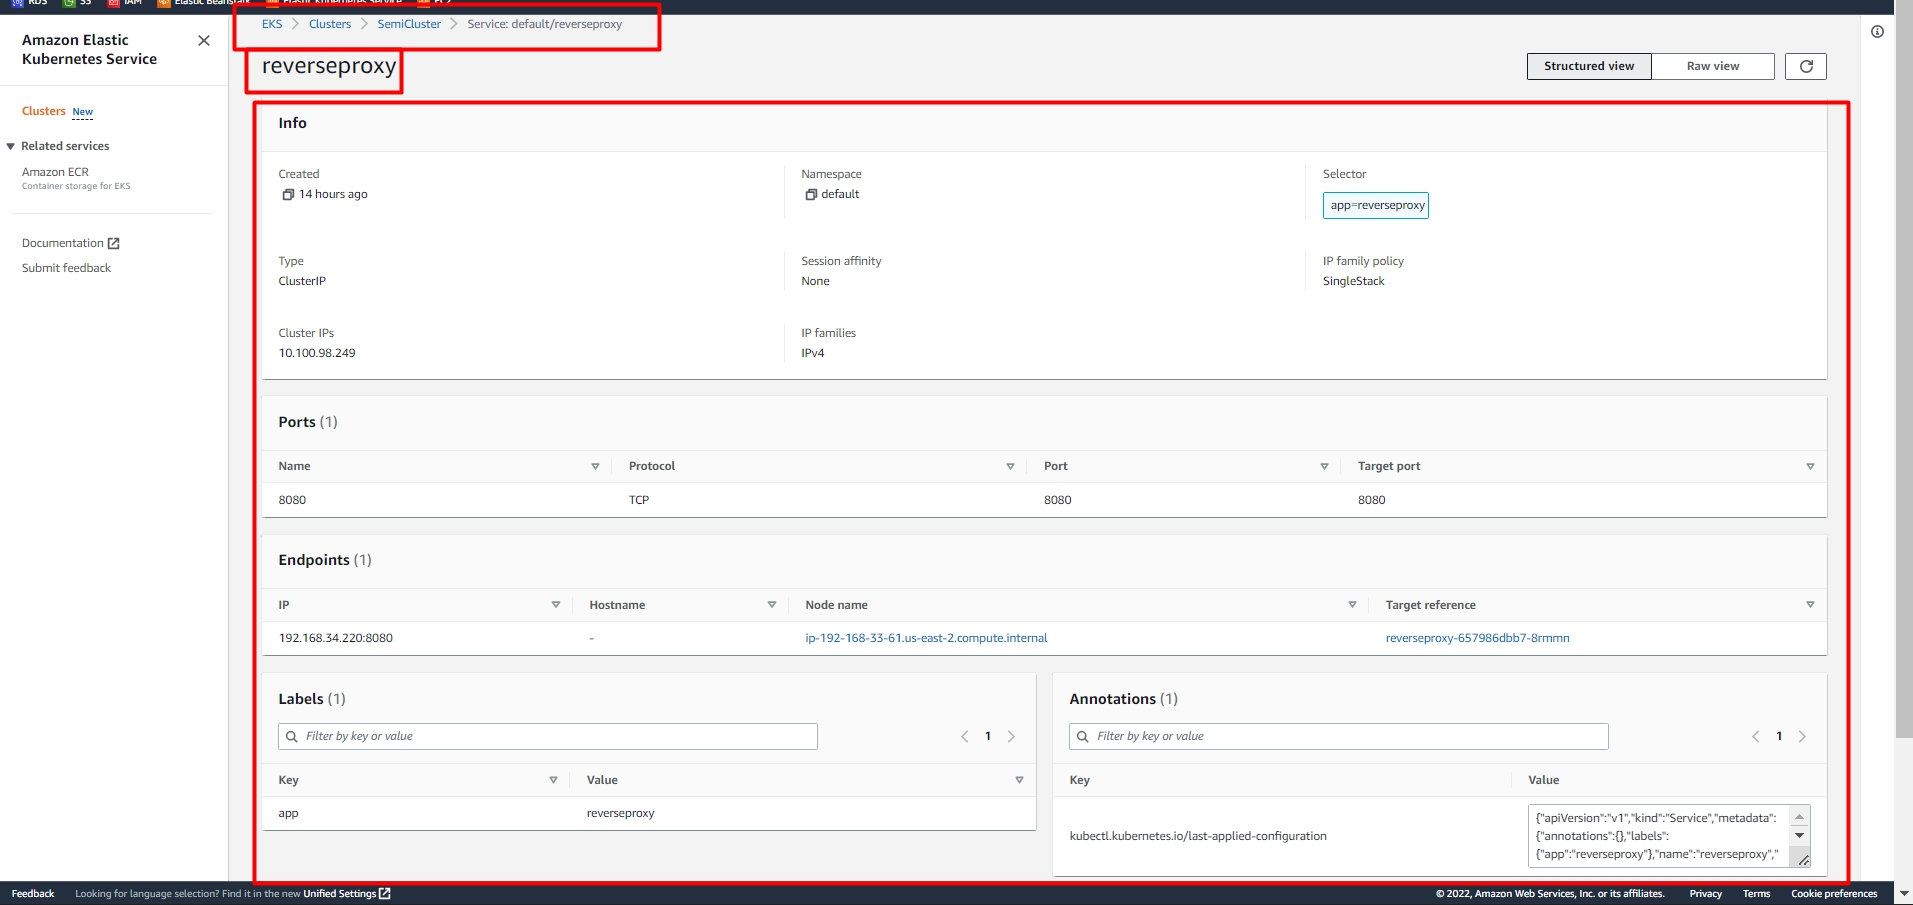 RDS S3 IAM Elastic Beanstalk Elastic Kubernetes Service EC2
Amazon Elastic
Kubernetes Service
Clusters New
Related services
Amazon ECR
Container storage for EKS
Documentation
Submit feedback
EKS Clusters SemiCluster Service: default/reverseproxy
reverseproxy
Structured view Raw view
Info
Created Namespace Selector
14 hours ago default app=reverseproxy
Type Session affinity IP family policy
ClusterIP None SingleStack
Cluster IPs IP families
10.100.98.249 IPv4
Ports (1)
Name Protocol Port Target port
8080 TCP 8080 8080
Endpoints (1)
IP Hostname Node name Target reference
192.168.34.220:8080 - ip-192-168-33-61.us-east-2.compute.internal reverseproxy-657986dbb7-8rmmn
Labels (1)
Filter by key or value 1
Key Value
app reverseproxy
Annotations (1)
Filter by key or value 1
Key Value
kubectl.kubernetes.io/last-applied-configuration
{"apiVersion":"v1","kind":"Service","metadata":
{"annotations":{},"labels":
{"app":"reverseproxy"},"name":"reverseproxy","
Feedback Looking for language selection? Find it in the new Unified Settings © 2022, Amazon Web Services, Inc. or its affiliates. Privacy Terms Cookie preferences